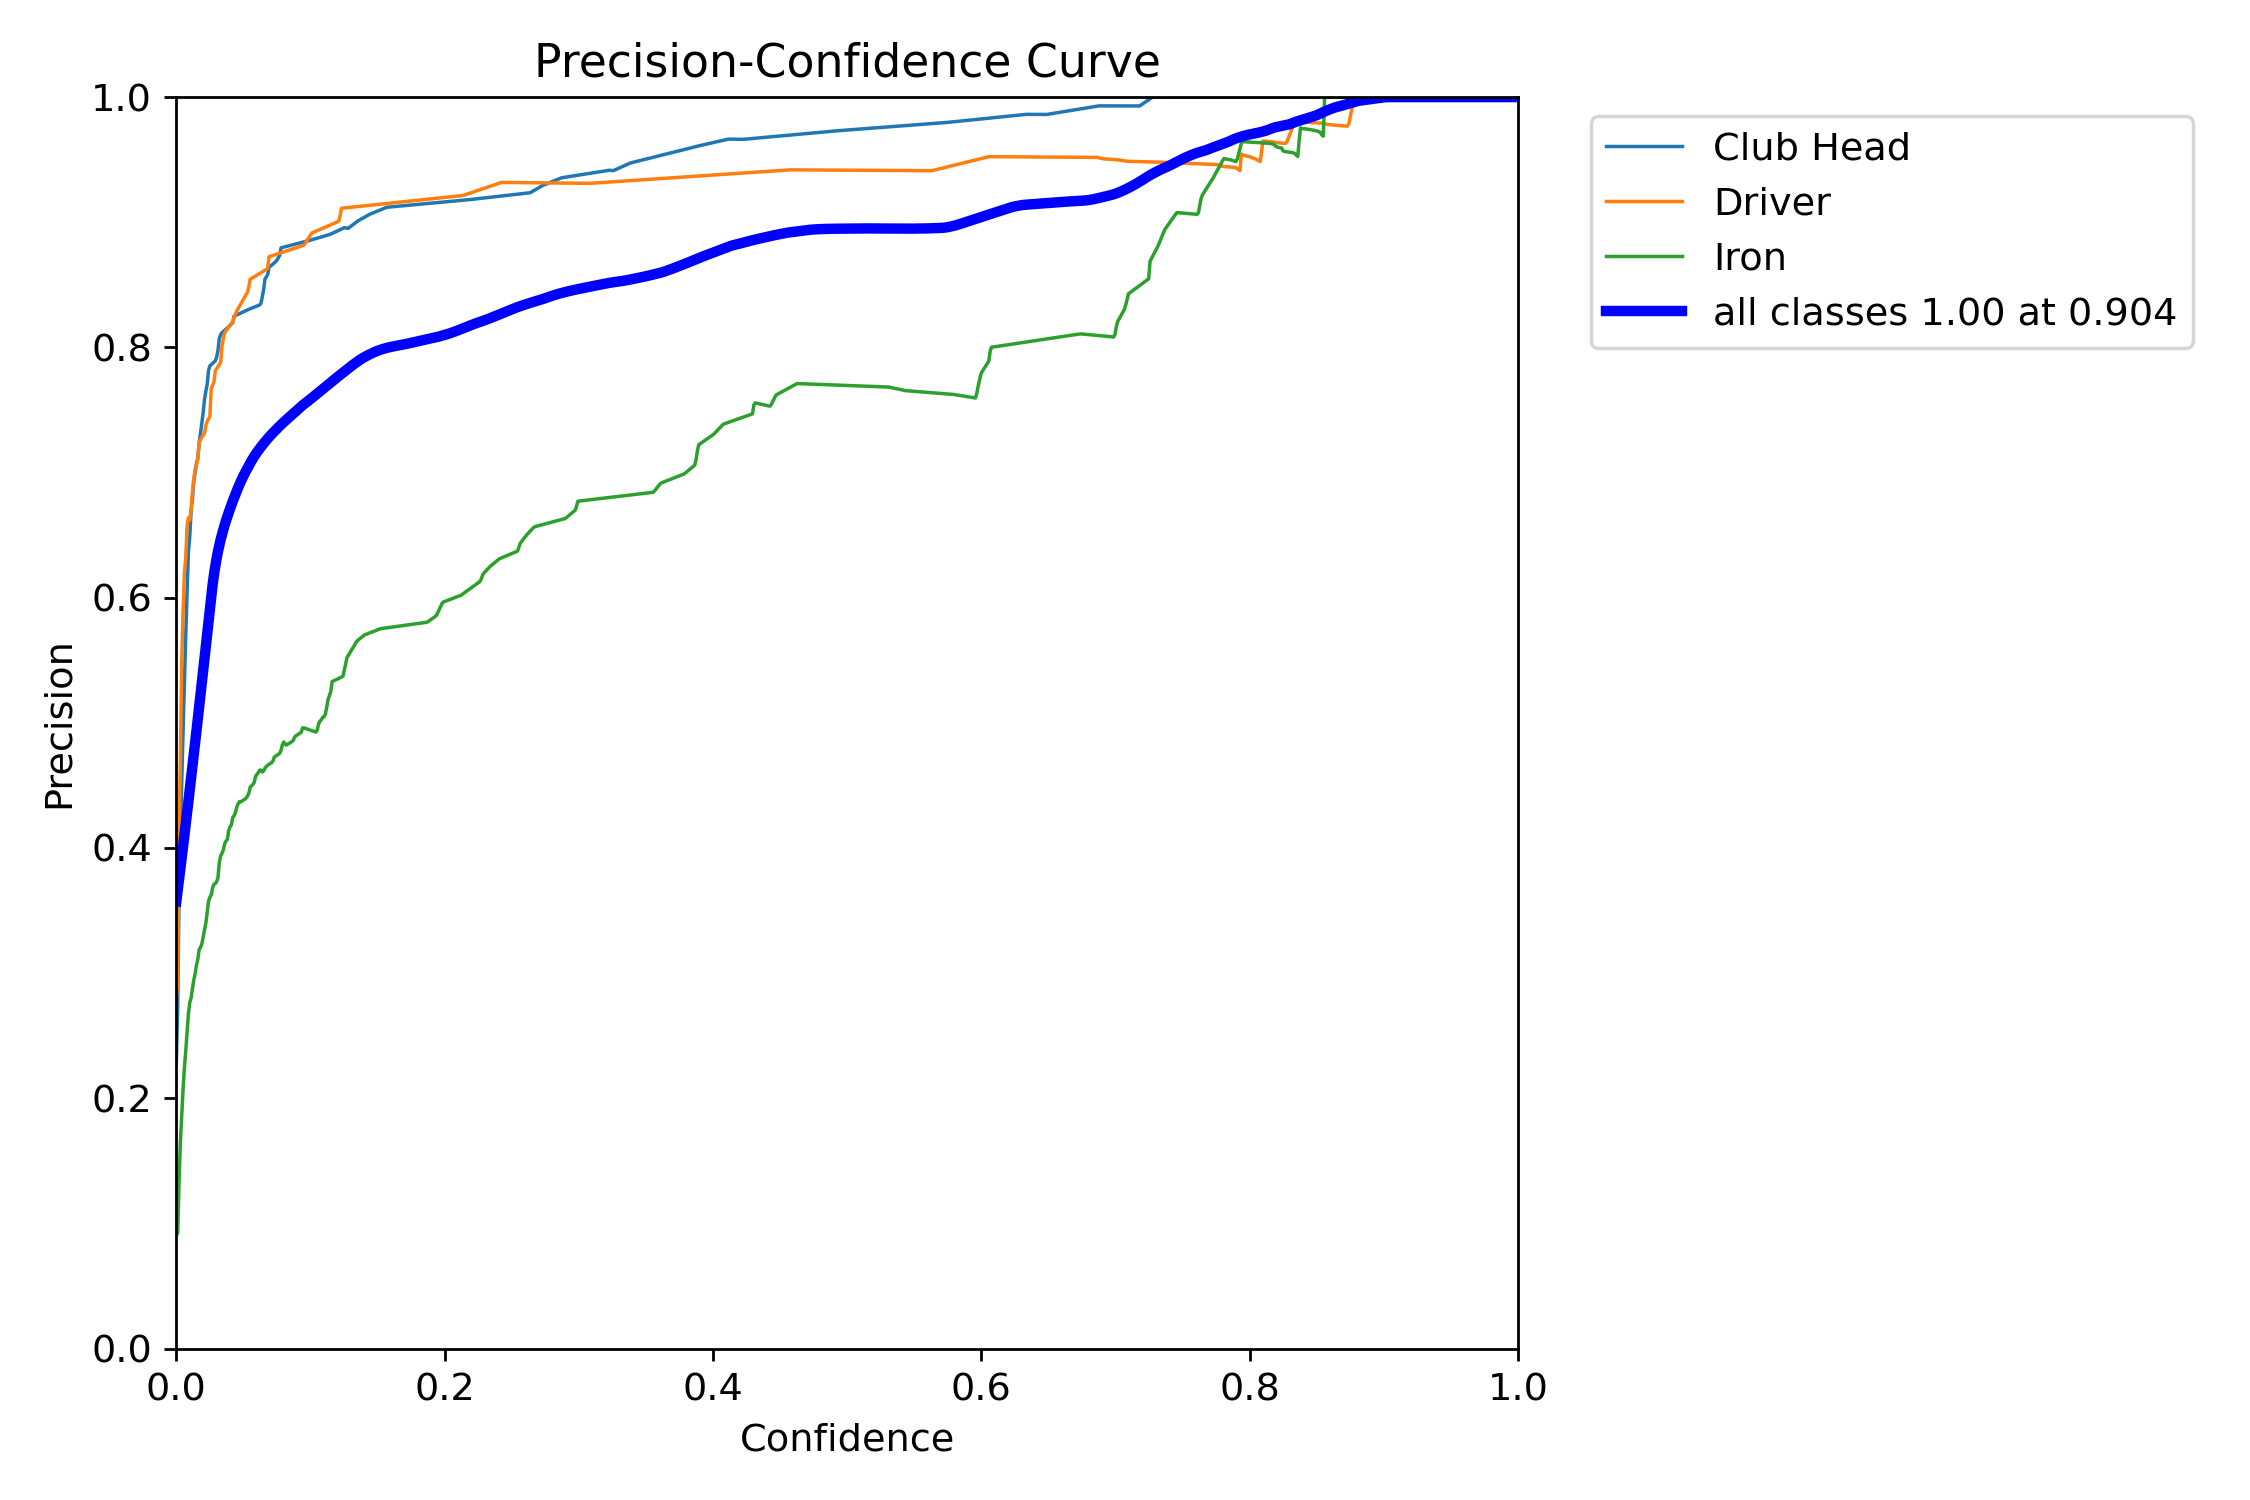 Precision-Confidence Curve
1.0
0.8
0.6
0.4
0.2
0.0
Precision
0.0 0.2 0.4 0.6 0.8 1.0
Confidence
Club Head
Driver
Iron
all classes 1.00 at 0.904